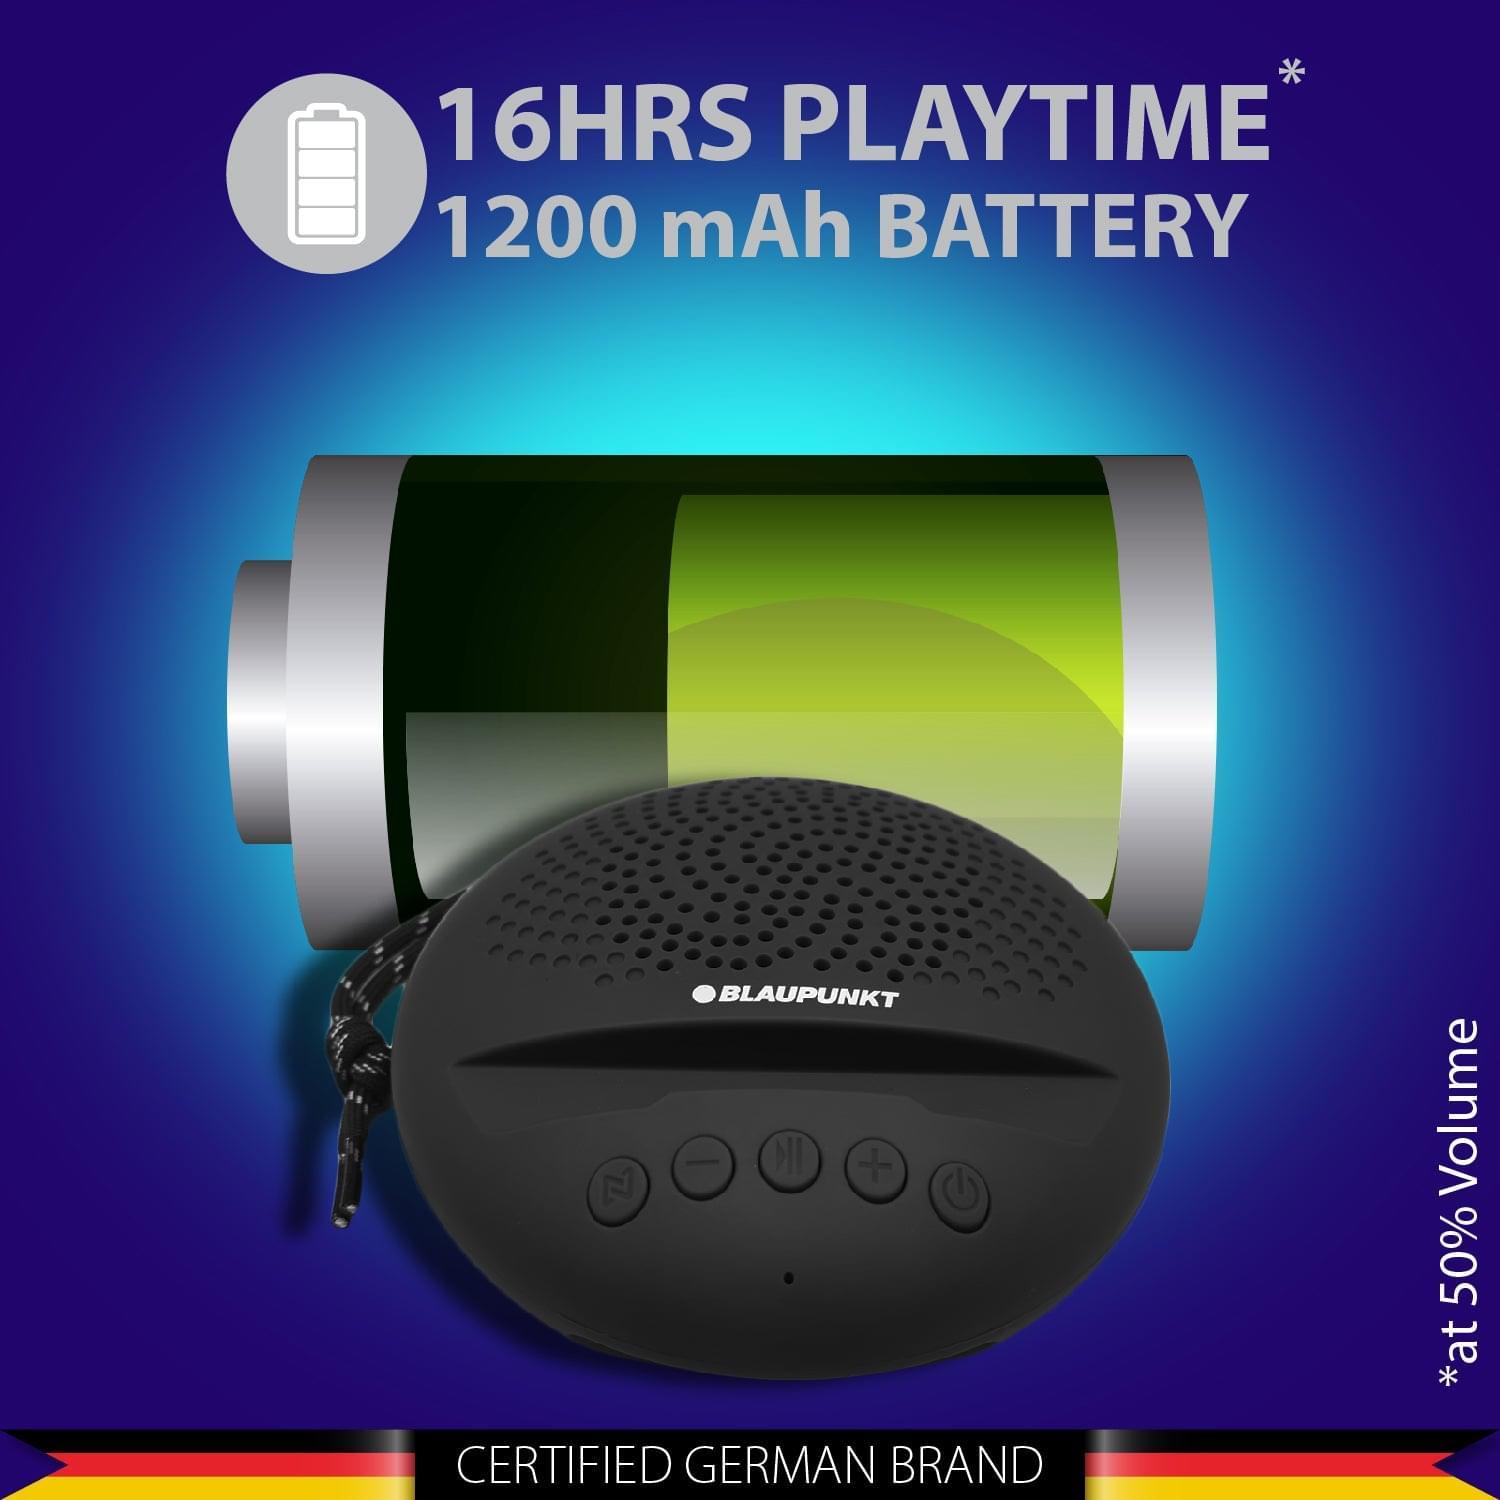 16HRS PLAYTIME*
1200 mAh BATTERY
BLAUPUNKT
*at 50% Volume
CERTIFIED GERMAN BRAND